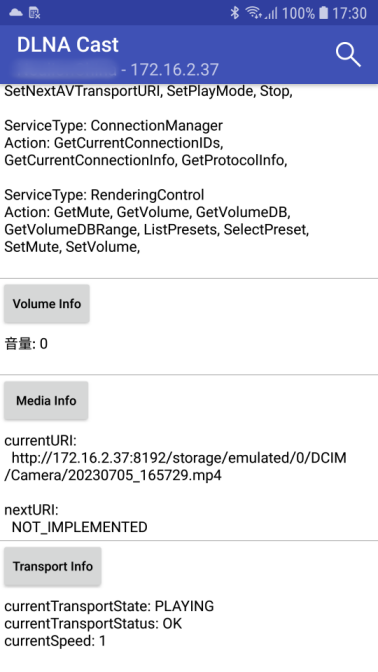 100% 17:30
DLNA Cast
- 172.16.2.37
SetNextAVTransportURI, SetPlayMode, Stop,
ServiceType: ConnectionManager
Action: GetCurrentConnectionIDs,
GetCurrentConnectionInfo, GetProtocolInfo,
ServiceType: RenderingControl
Action: GetMute, GetVolume, GetVolumeDB,
GetVolumeDBRange, ListPresets, SelectPreset,
SetMute, SetVolume,
Volume Info
音量: 0
Media Info
currentURI:
http://172.16.2.37:8192/storage/emulated/0/DCIM
/Camera/20230705_165729.mp4
nextURI:
NOT_IMPLEMENTED
Transport Info
currentTransportState: PLAYING
currentTransportStatus: OK
currentSpeed: 1